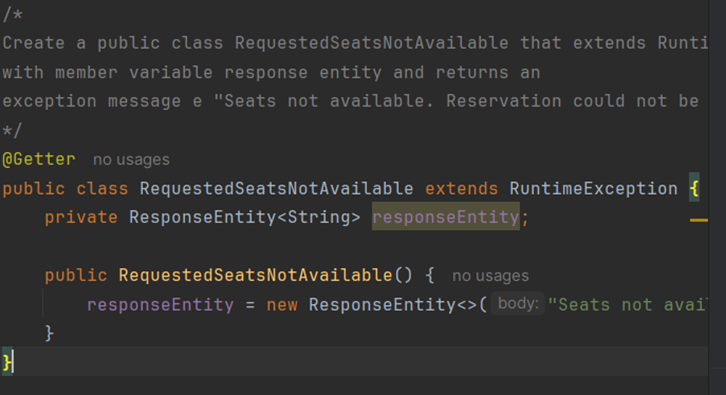 /*
Create a public class RequestedSeatsNotAvailable that extends
with member variable response entity and returns an
exception message e "Seats not available. Reservation could not be
*/
@Getter no usages
public class RequestedSeatsNotAvailable extends RuntimeException {
private ResponseEntity<String> responseEntity;
public RequestedSeatsNotAvailable() { no usages
responseEntity = new ResponseEntity<>( body: "Seats not
}
}